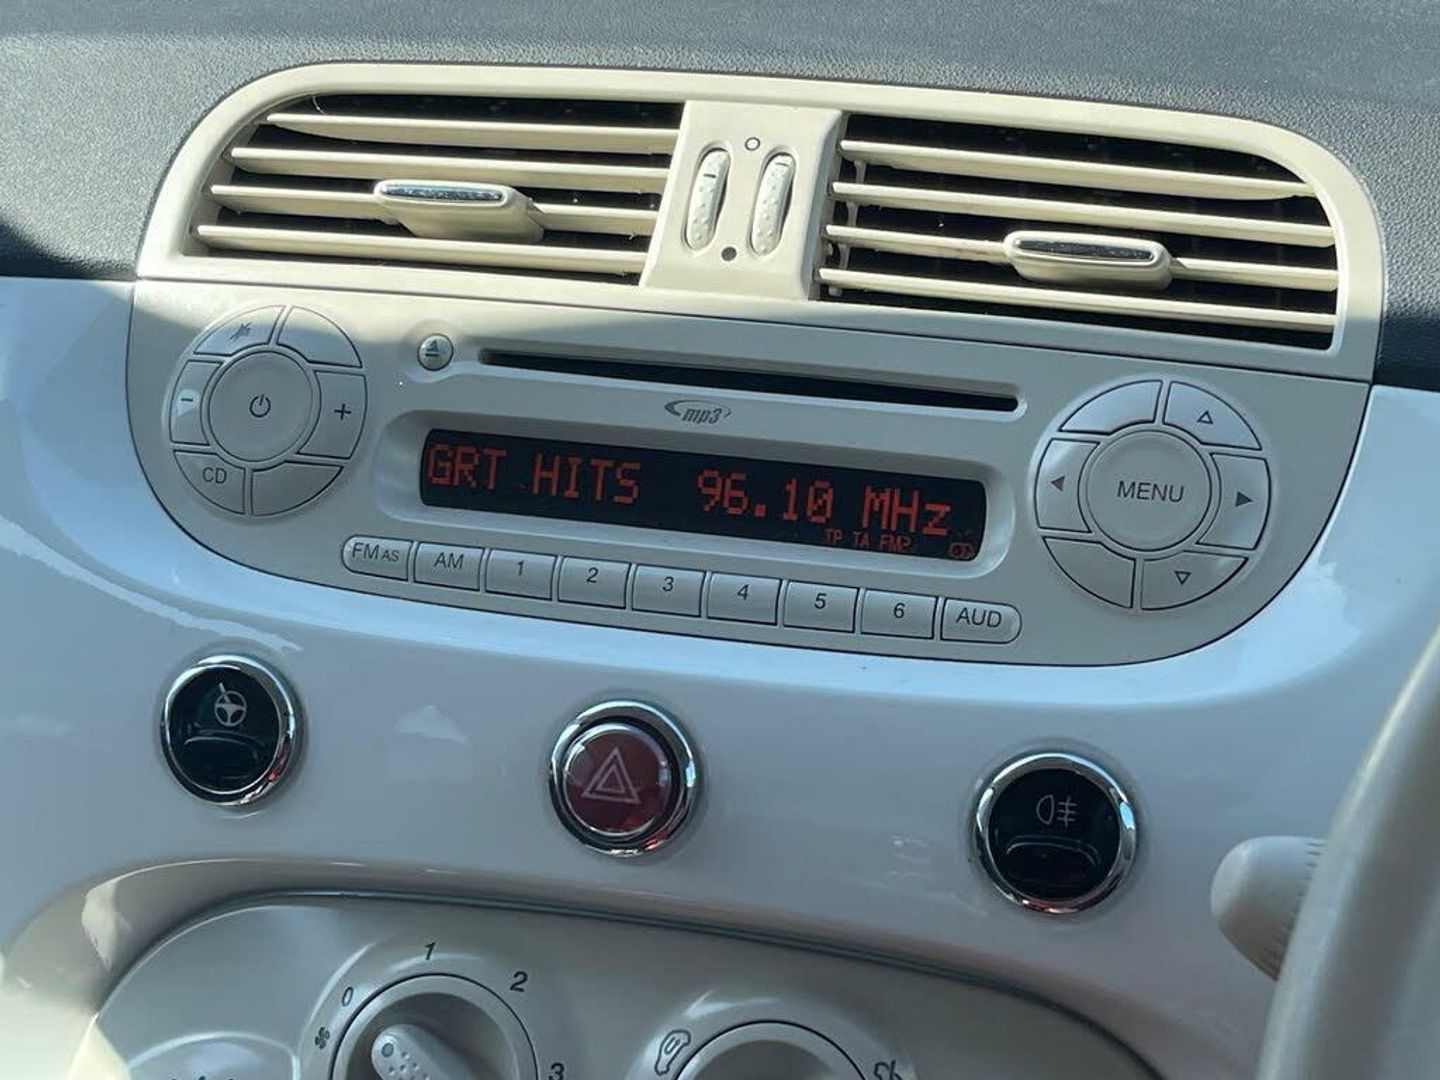 mp3
GRT HITS 96.10 MHz
TP TA FM2
- +
CD
MENU
FM AS AM 1 2 3 4 5 6 AUD
0 1 2 3